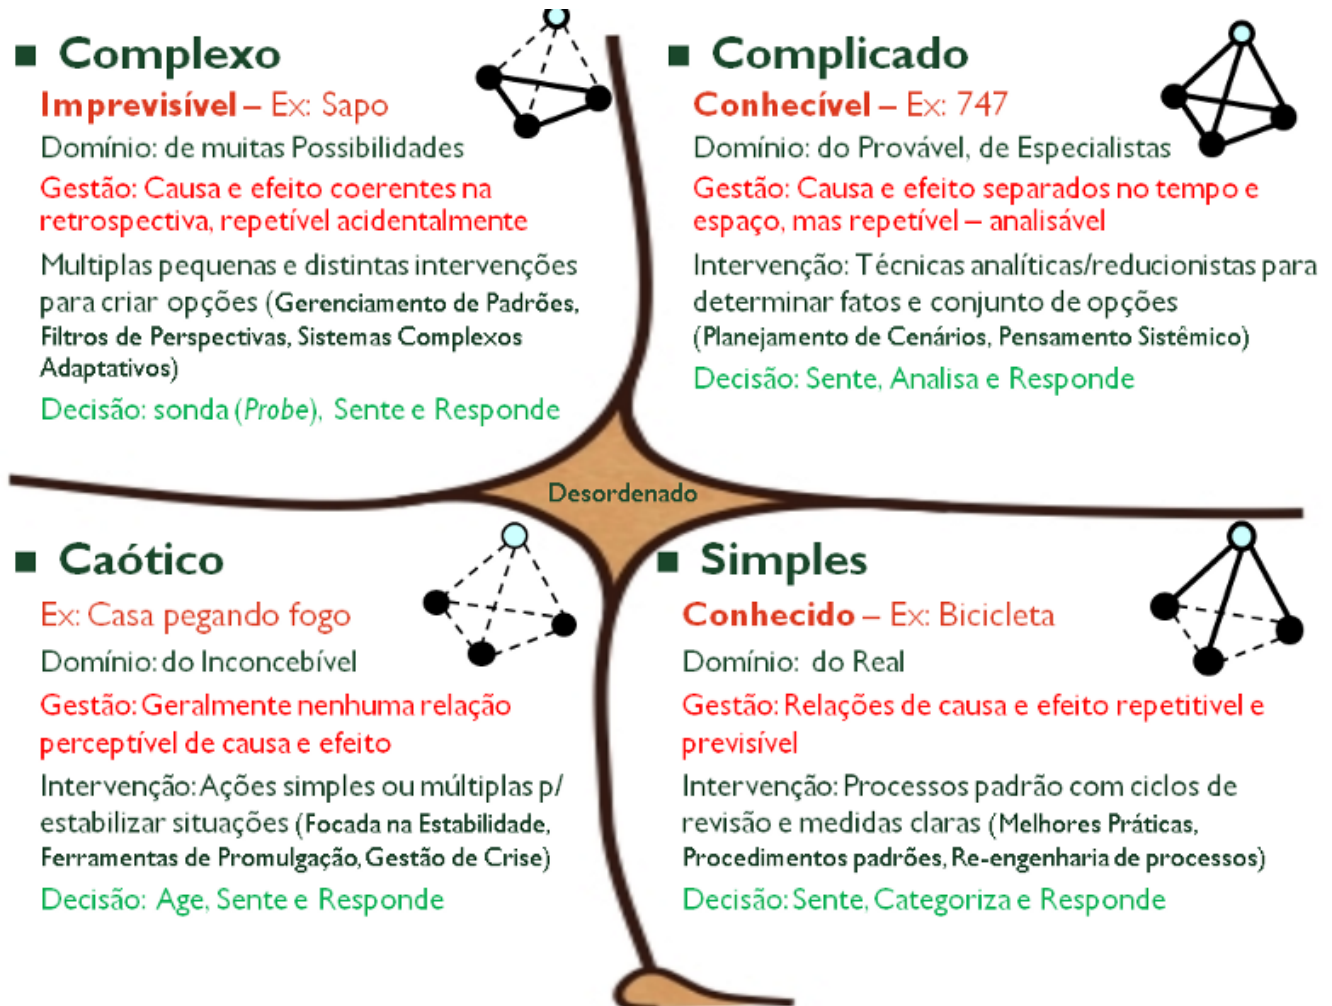 ■ Complexo
Imprevisível – Ex: Sapo
Domínio: de muitas Possibilidades
Gestão: Causa e efeito coerentes na
retrospectiva, repetível acidentalmente
Multiplas pequenas e distintas intervenções
para criar opções (Gerenciamento de Padrões,
Filtros de Perspectivas, Sistemas Complexos
Adaptativos)
Decisão: sonda (Probe), Sente e Responde
■ Complicado
Conhecível – Ex: 747
Domínio: do Provável, de Especialistas
Gestão: Causa e efeito separados no tempo e
espaço, mas repetível – analisável
Intervenção: Técnicas analíticas/reducionistas para
determinar fatos e conjunto de opções
(Planejamento de Cenários, Pensamento Sistêmico)
Decisão: Sente, Analisa e Responde
Desordenado
■ Caótico
Ex: Casa pegando fogo
Domínio: do Inconcebível
Gestão: Geralmente nenhuma relação
perceptível de causa e efeito
Intervenção: Ações simples ou múltiplas p/
estabilizar situações (Focada na Estabilidade,
Ferramentas de Promulgação, Gestão de Crise)
Decisão: Age, Sente e Responde
■ Simples
Conhecido – Ex: Bicicleta
Domínio: do Real
Gestão: Relações de causa e efeito repetitivel e
previsível
Intervenção: Processos padrão com ciclos de
revisão e medidas claras (Melhores Práticas,
Procedimentos padrões, Re-engenharia de processos)
Decisão: Sente, Categoriza e Responde